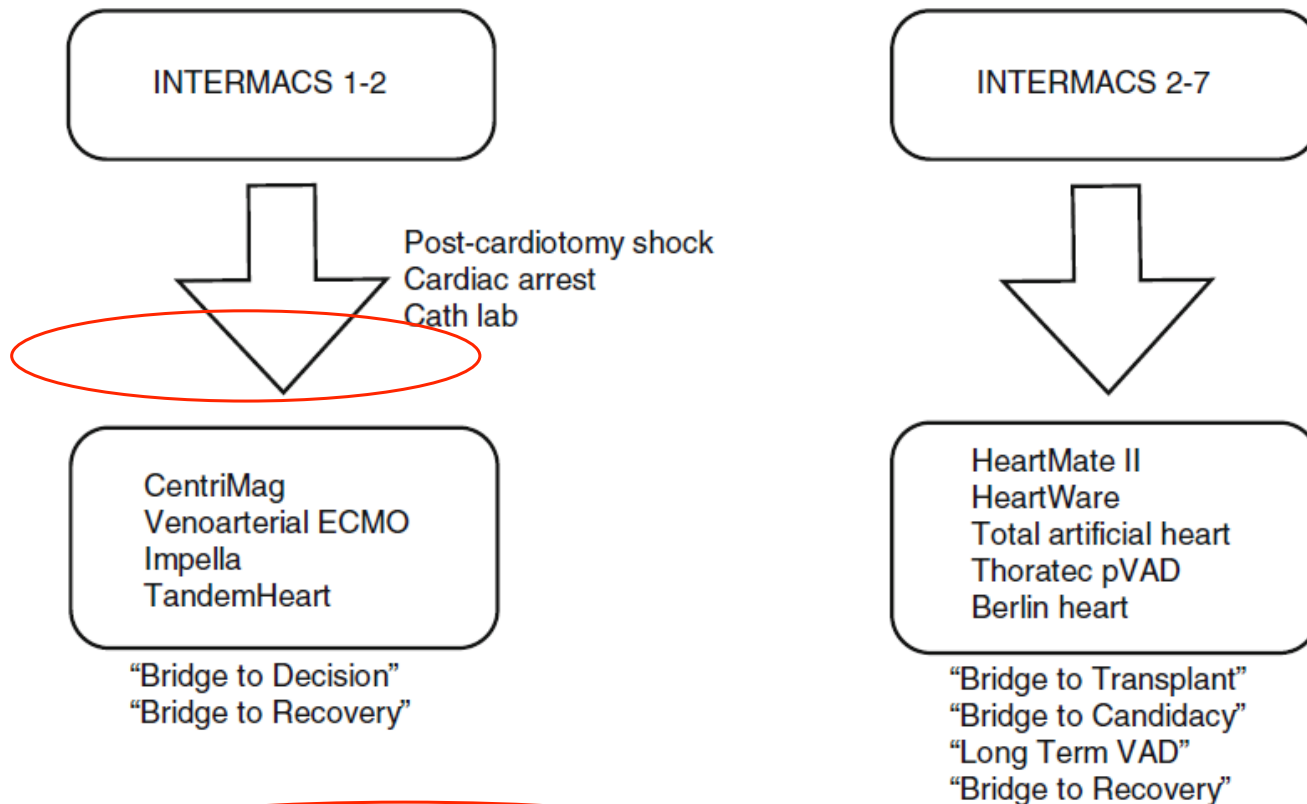 INTERMACS 1-2
Post-cardiotomy shock
Cardiac arrest
Cath lab
CentriMag
Venoarterial ECMO
Impella
TandemHeart
“Bridge to Decision”
“Bridge to Recovery”
INTERMACS 2-7
HeartMate II
HeartWare
Total artificial heart
Thoratec pVAD
Berlin heart
“Bridge to Transplant”
“Bridge to Candidacy”
“Long Term VAD”
“Bridge to Recovery”